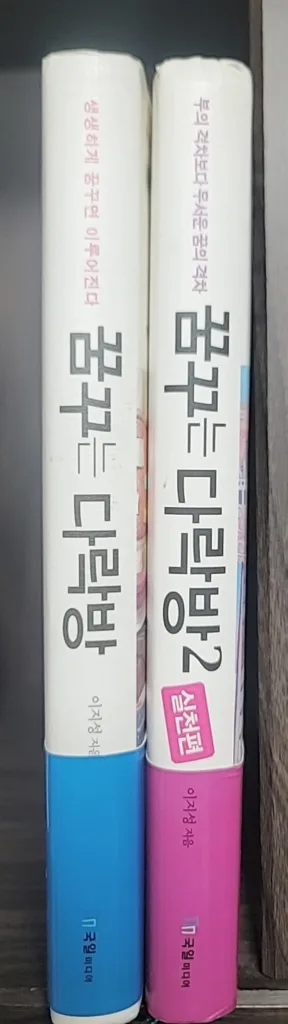 생생하게 꿈꾸면 이루어진다
꿈꾸는 다락방
이지성 지음
국일미디어
부의 격차보다 무서운 꿈의 격차
꿈꾸는 다락방 2
실천편
이지성 지음
국일미디어